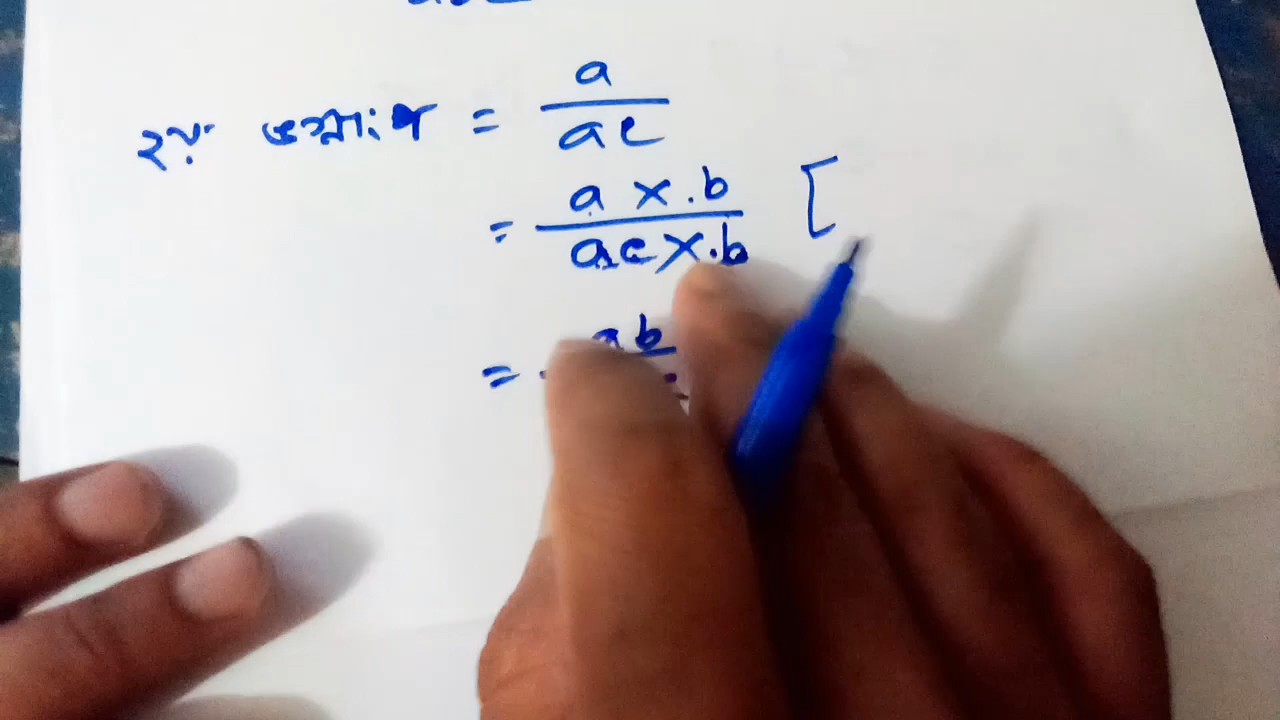 ২য় ভগ্নাংশ = a/ac
= a × b / ac × b [
= ab